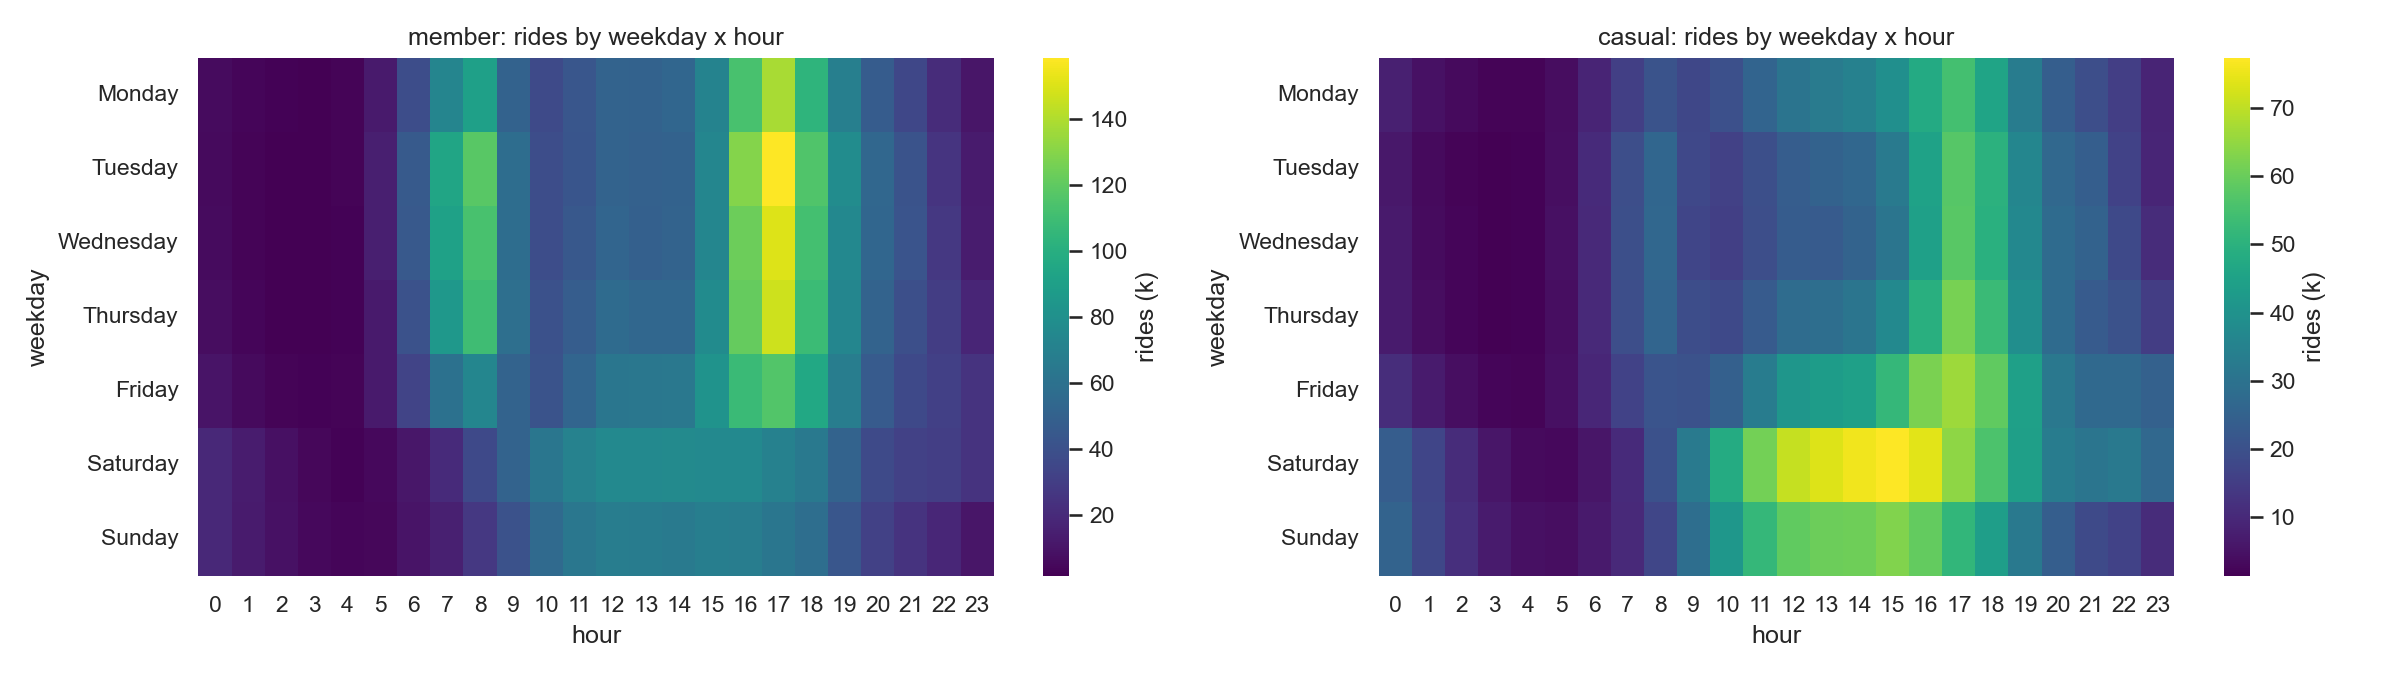 member: rides by weekday x hour
weekday
Monday
Tuesday
Wednesday
Thursday
Friday
Saturday
Sunday
0 1 2 3 4 5 6 7 8 9 10 11 12 13 14 15 16 17 18 19 20 21 22 23
hour
140
120
100
80
60
40
20
rides (k)
casual: rides by weekday x hour
weekday
Monday
Tuesday
Wednesday
Thursday
Friday
Saturday
Sunday
0 1 2 3 4 5 6 7 8 9 10 11 12 13 14 15 16 17 18 19 20 21 22 23
hour
70
60
50
40
30
20
10
rides (k)